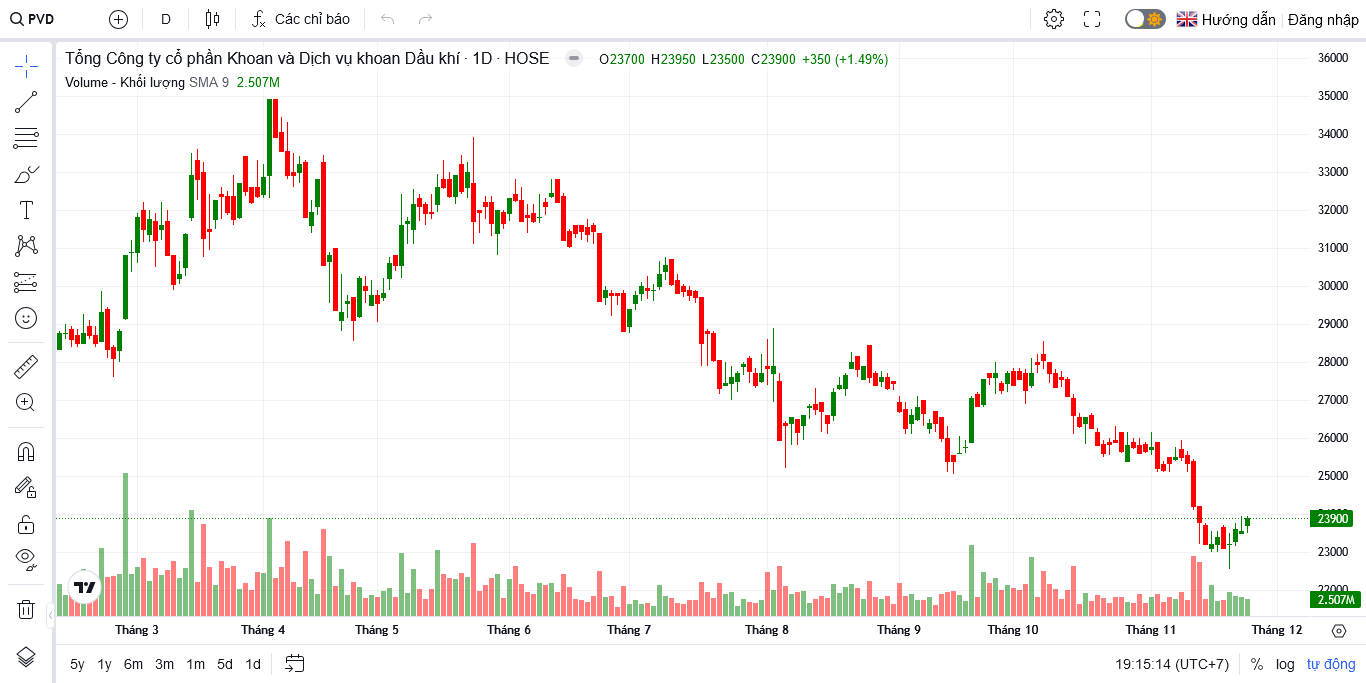 PVD D Các chỉ báo Hướng dẫn Đăng nhập
Tổng Công ty cổ phần Khoan và Dịch vụ khoan Dầu khí · 1D · HOSE O23700 H23950 L23500 C23900 +350 (+1.49%)
Volume - Khối lượng SMA 9 2.507M
36000
35000
34000
33000
32000
31000
30000
29000
28000
27000
26000
25000
23900
23000
22000
2.507M
Tháng 3 Tháng 4 Tháng 5 Tháng 6 Tháng 7 Tháng 8 Tháng 9 Tháng 10 Tháng 11 Tháng 12
5y 1y 6m 3m 1m 5d 1d 19:15:14 (UTC+7) % log tự động